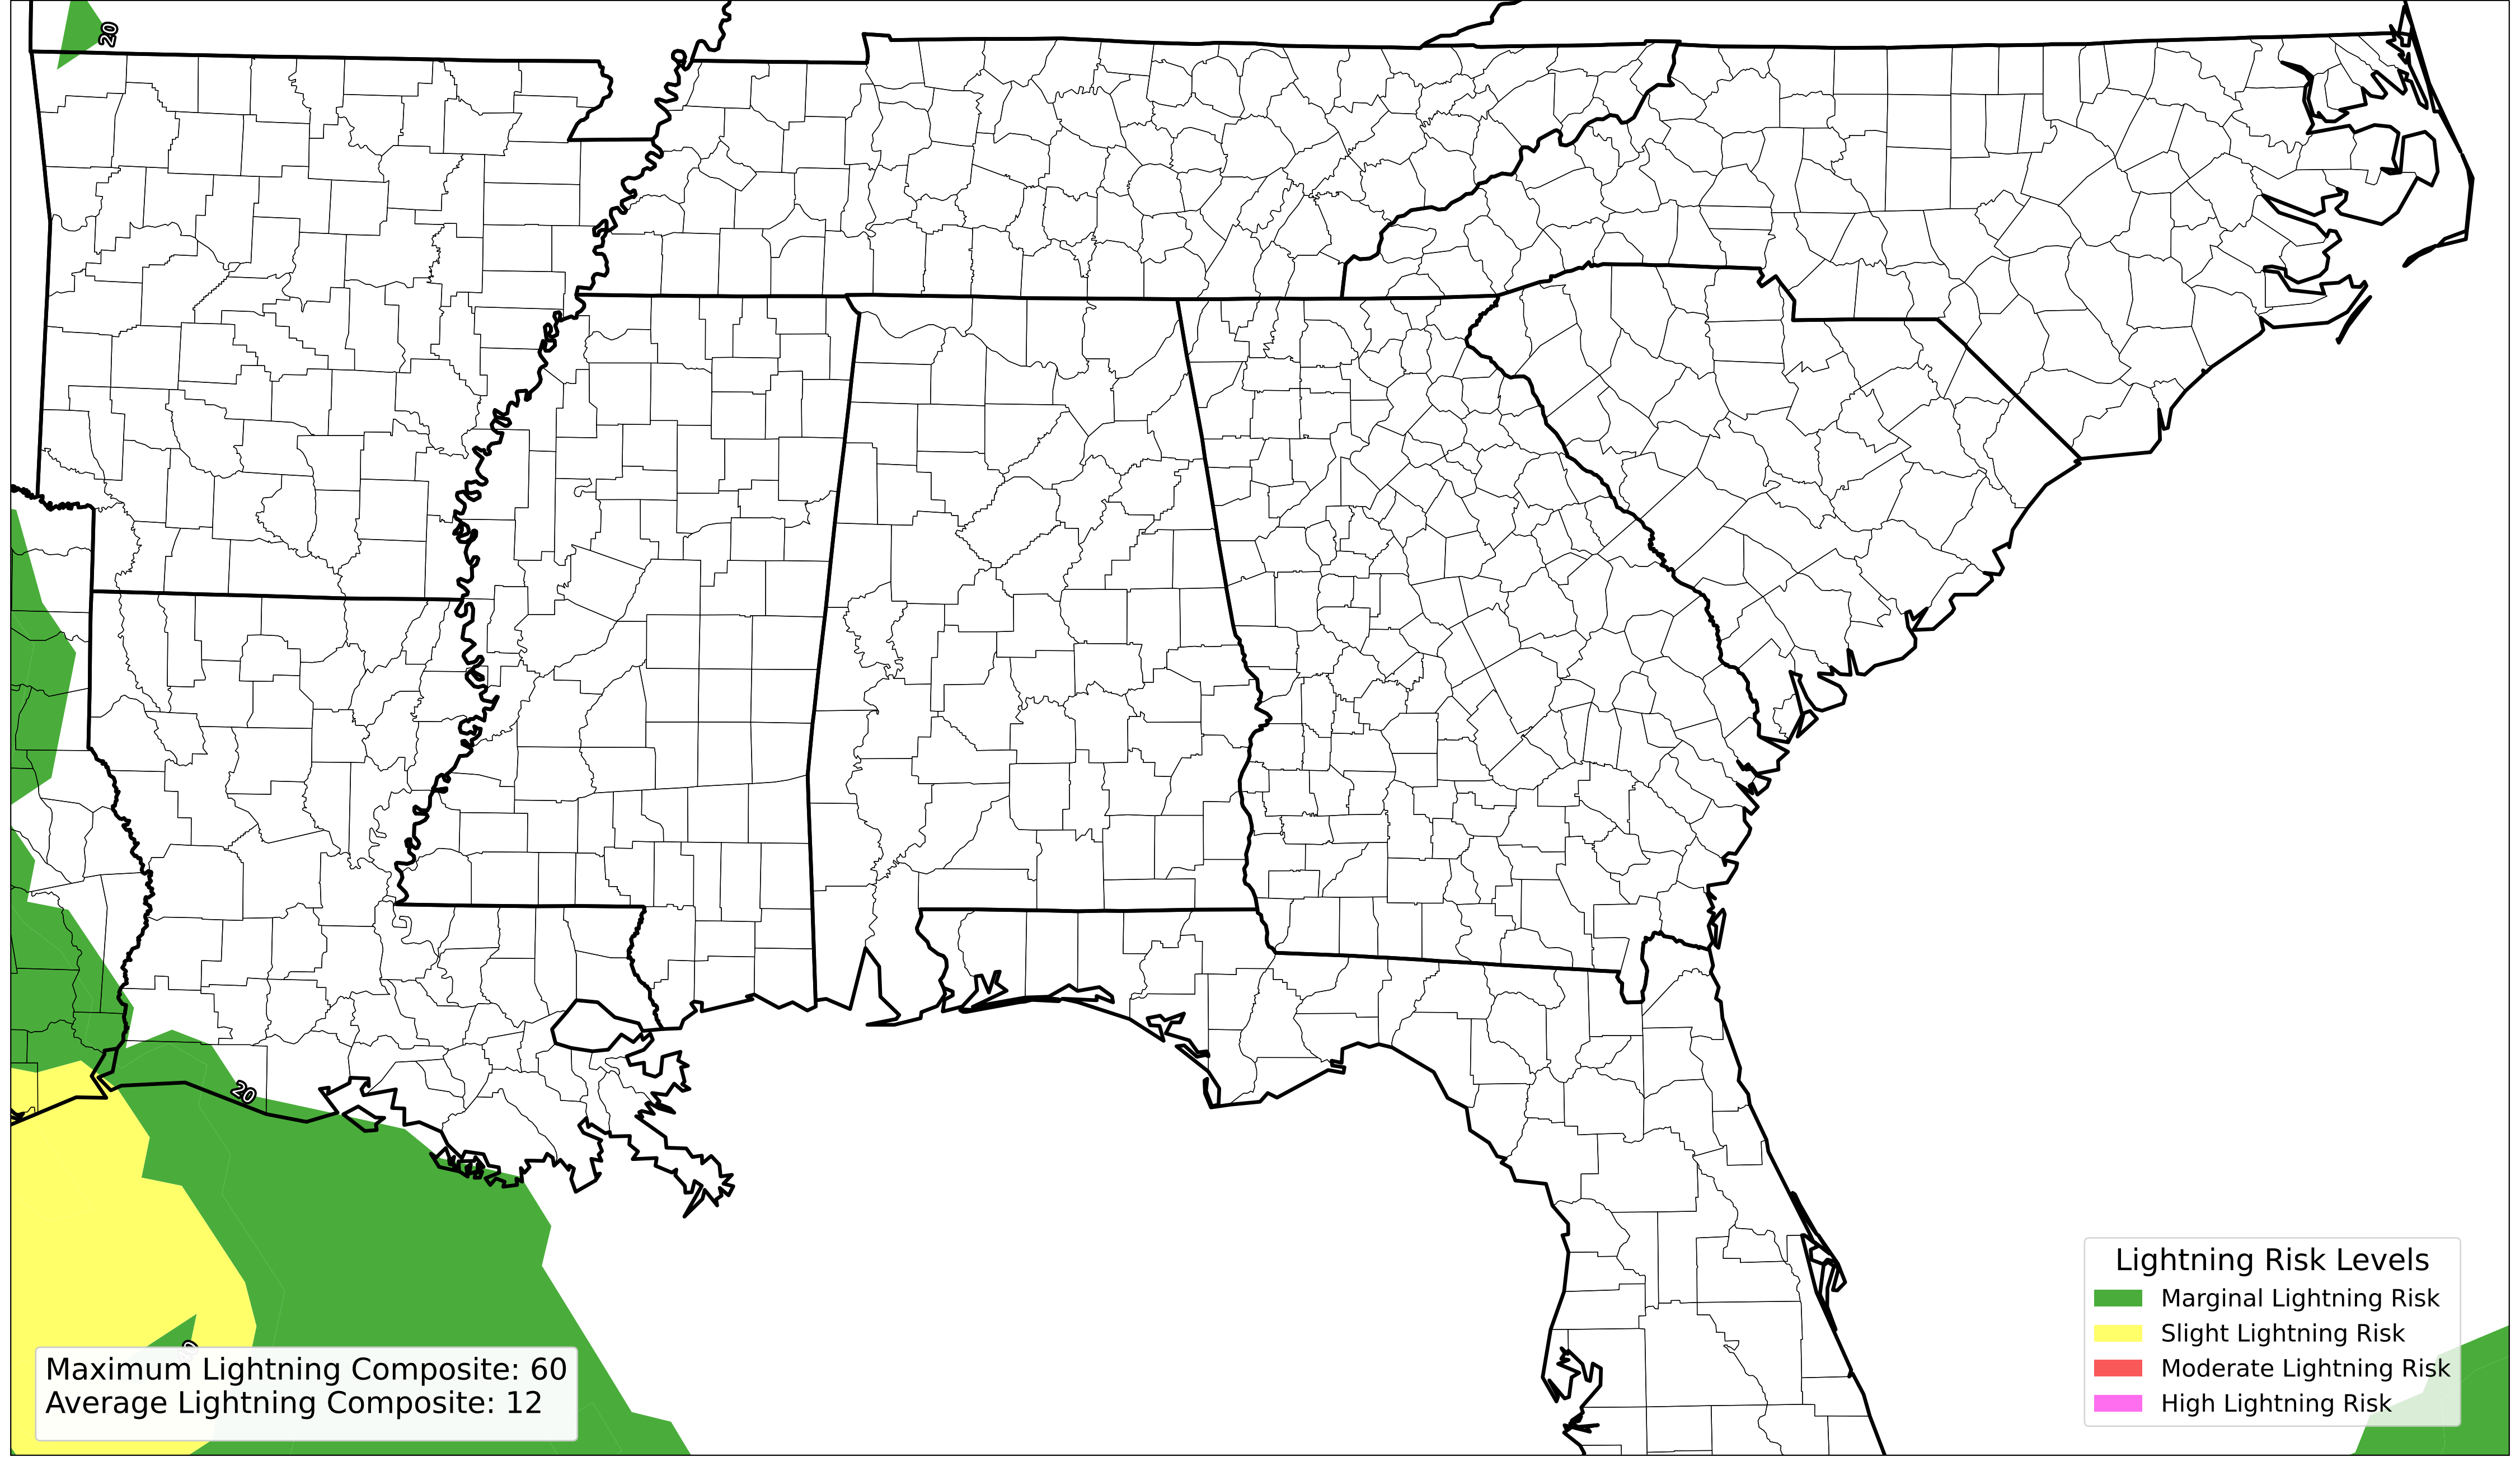 20
20
Maximum Lightning Composite: 60
Average Lightning Composite: 12
Lightning Risk Levels
Marginal Lightning Risk
Slight Lightning Risk
Moderate Lightning Risk
High Lightning Risk